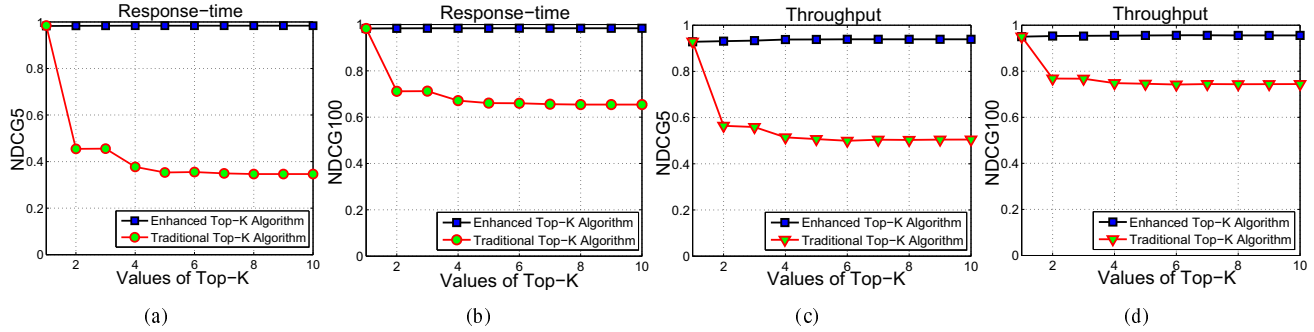 Response-time
NDCG5
1
0.8
0.6
0.4
0.2
0
2 4 6 8 10
Enhanced Top-K Algorithm
Traditional Top-K Algorithm
Values of Top-K
(a)
Response-time
NDCG100
1
0.8
0.6
0.4
0.2
0
2 4 6 8 10
Enhanced Top-K Algorithm
Traditional Top-K Algorithm
Values of Top-K
(b)
Throughput
NDCG5
1
0.8
0.6
0.4
0.2
0
2 4 6 8 10
Enhanced Top-K Algorithm
Traditional Top-K Algorithm
Values of Top-K
(c)
Throughput
NDCG100
1
0.8
0.6
0.4
0.2
0
2 4 6 8 10
Enhanced Top-K Algorithm
Traditional Top-K Algorithm
Values of Top-K
(d)